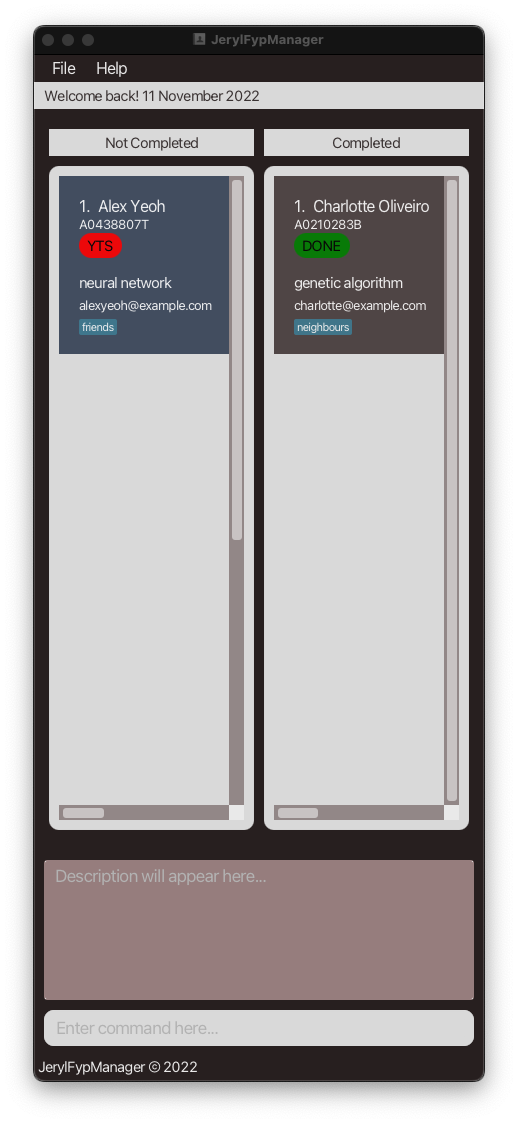 JerylFypManager
File Help
Welcome back! 11 November 2022
Not Completed
1. Alex Yeoh
A0438807T
YTS
neural network
alexyeoh@example.com
friends
Completed
1. Charlotte Oliveiro
A0210283B
DONE
genetic algorithm
charlotte@example.com
neighbours
Description will appear here...
Enter command here...
JerylFypManager © 2022